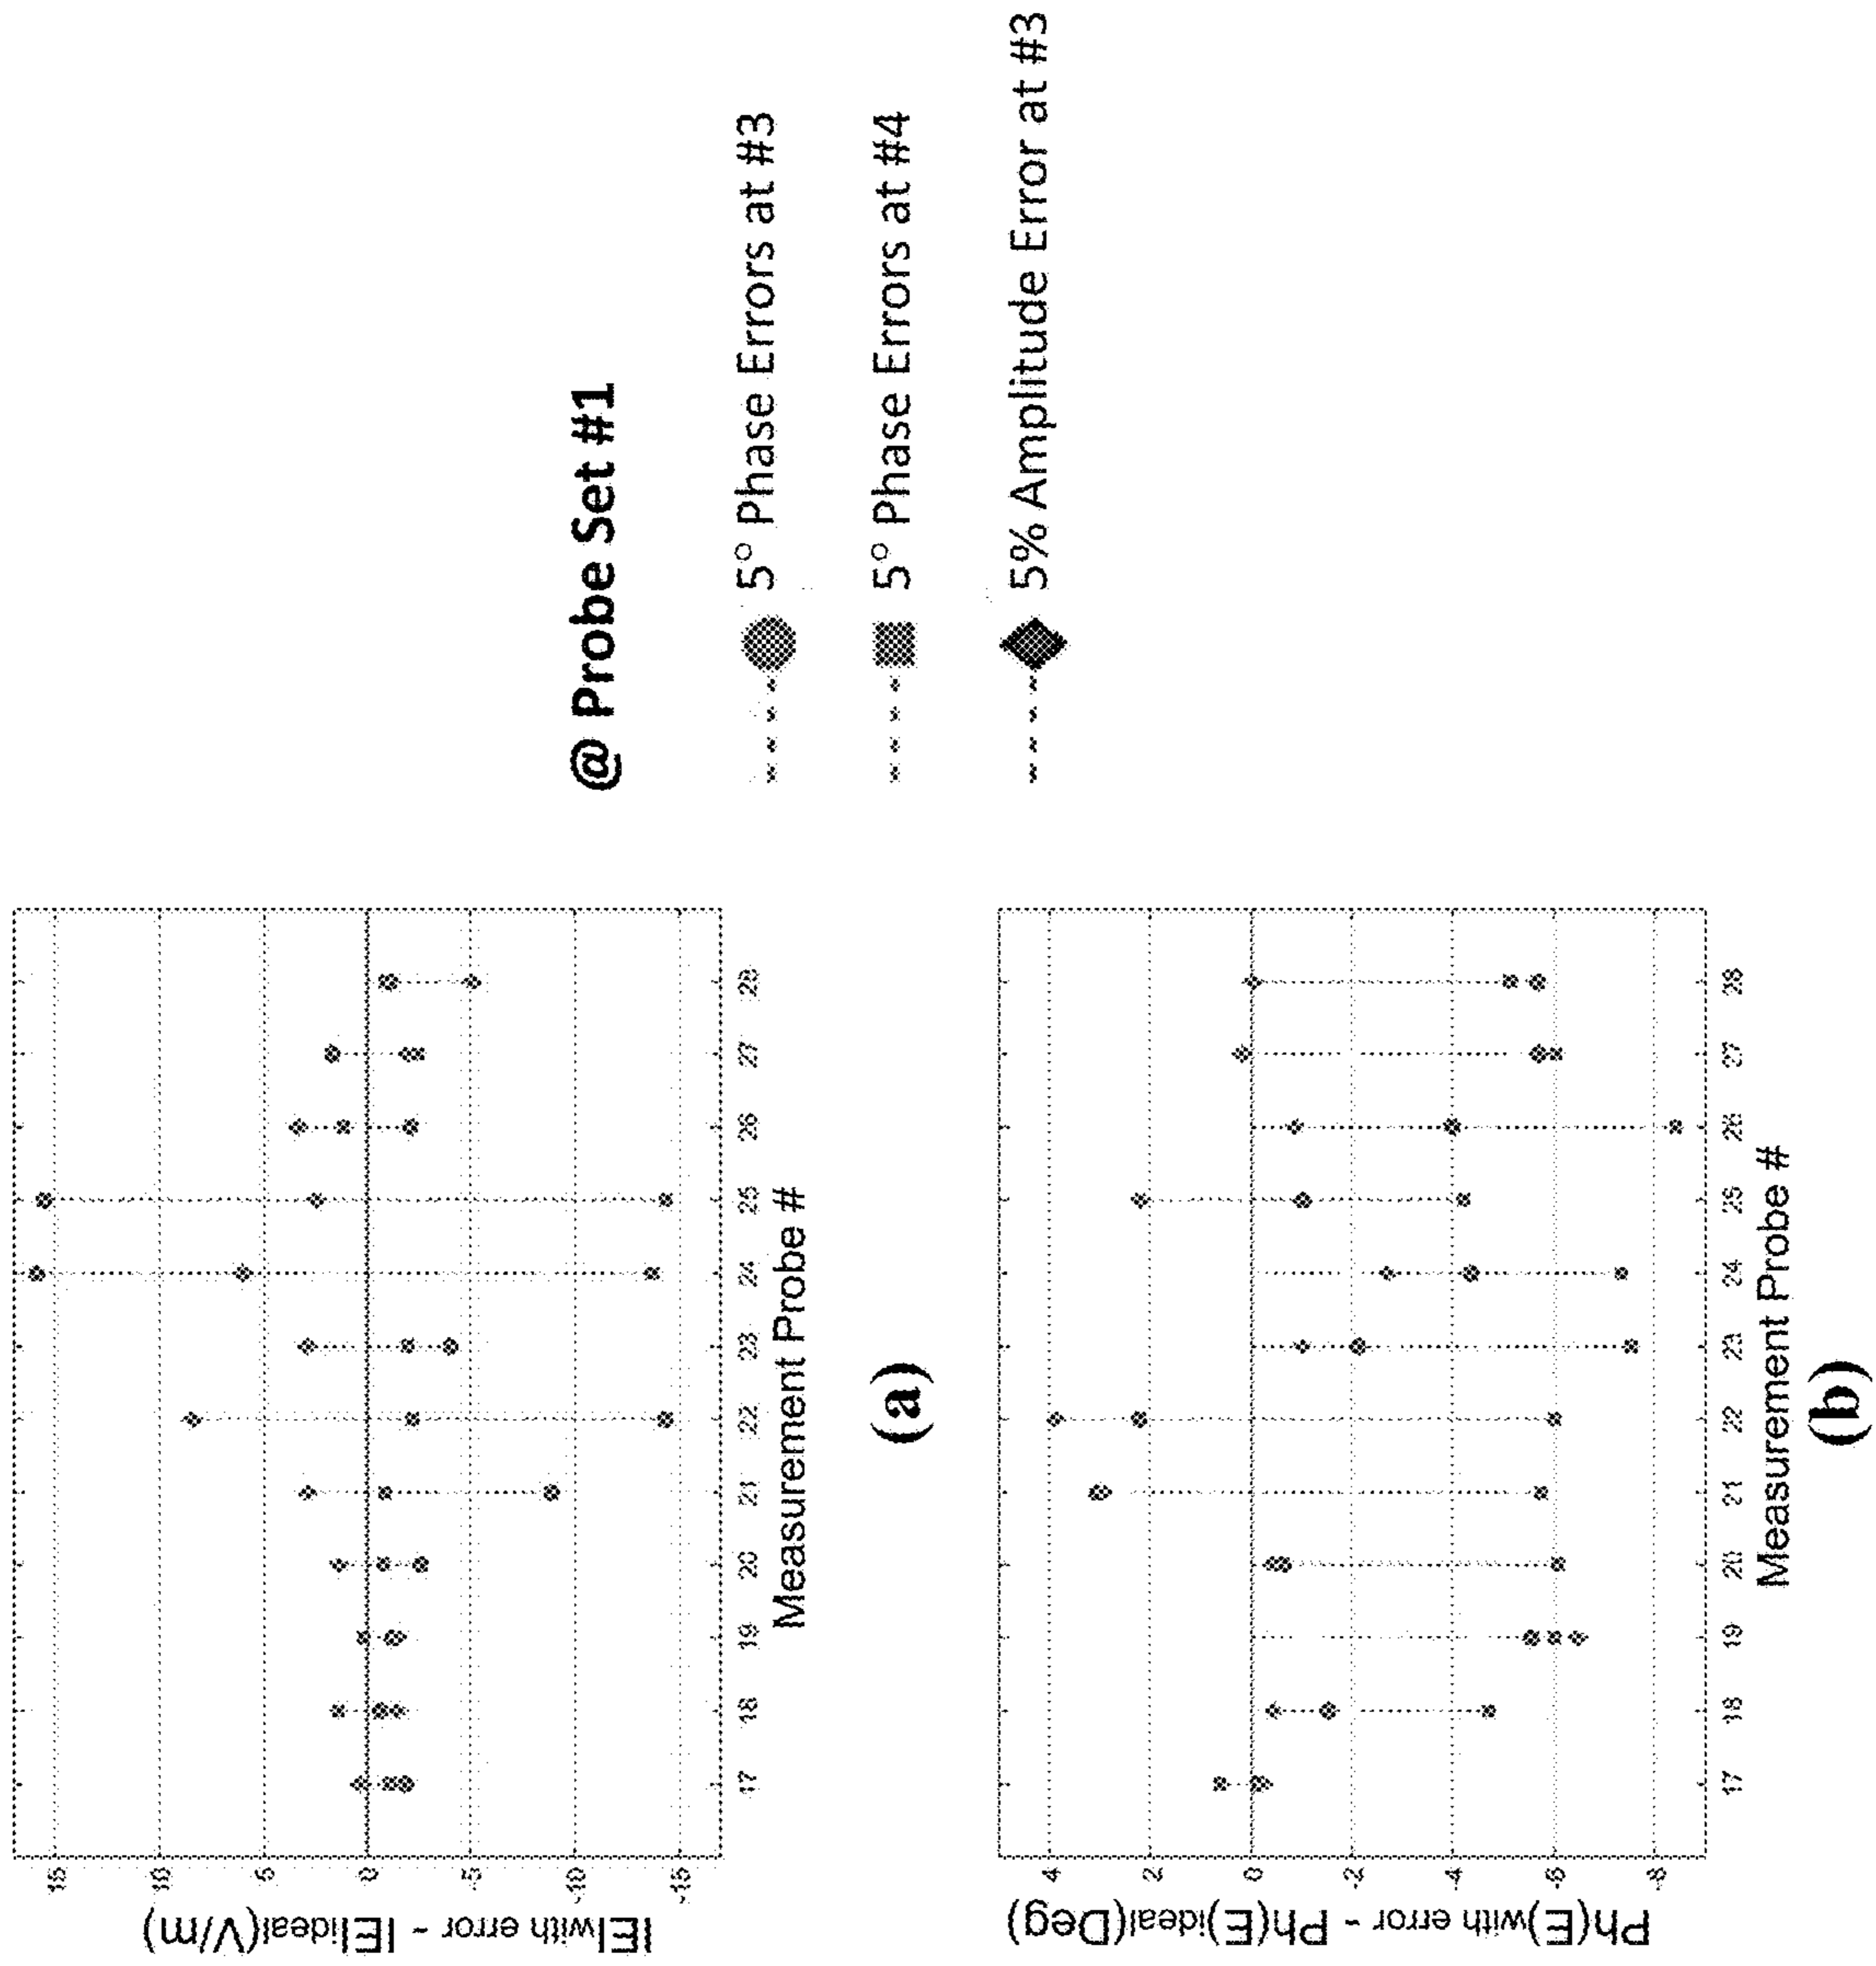 |E|with error - |E|ideal(V/m)
15
10
5
0
-5
-10
-15
17 18 19 20 21 22 23 24 25 26 27 28
Measurement Probe #
(a)
Ph(E)with error - Ph(E)ideal(Deg)
4
2
0
-2
-4
-6
-8
17 18 19 20 21 22 23 24 25 26 27 28
Measurement Probe #
(b)
@ Probe Set #1
5° Phase Errors at #3
5° Phase Errors at #4
5% Amplitude Error at #3